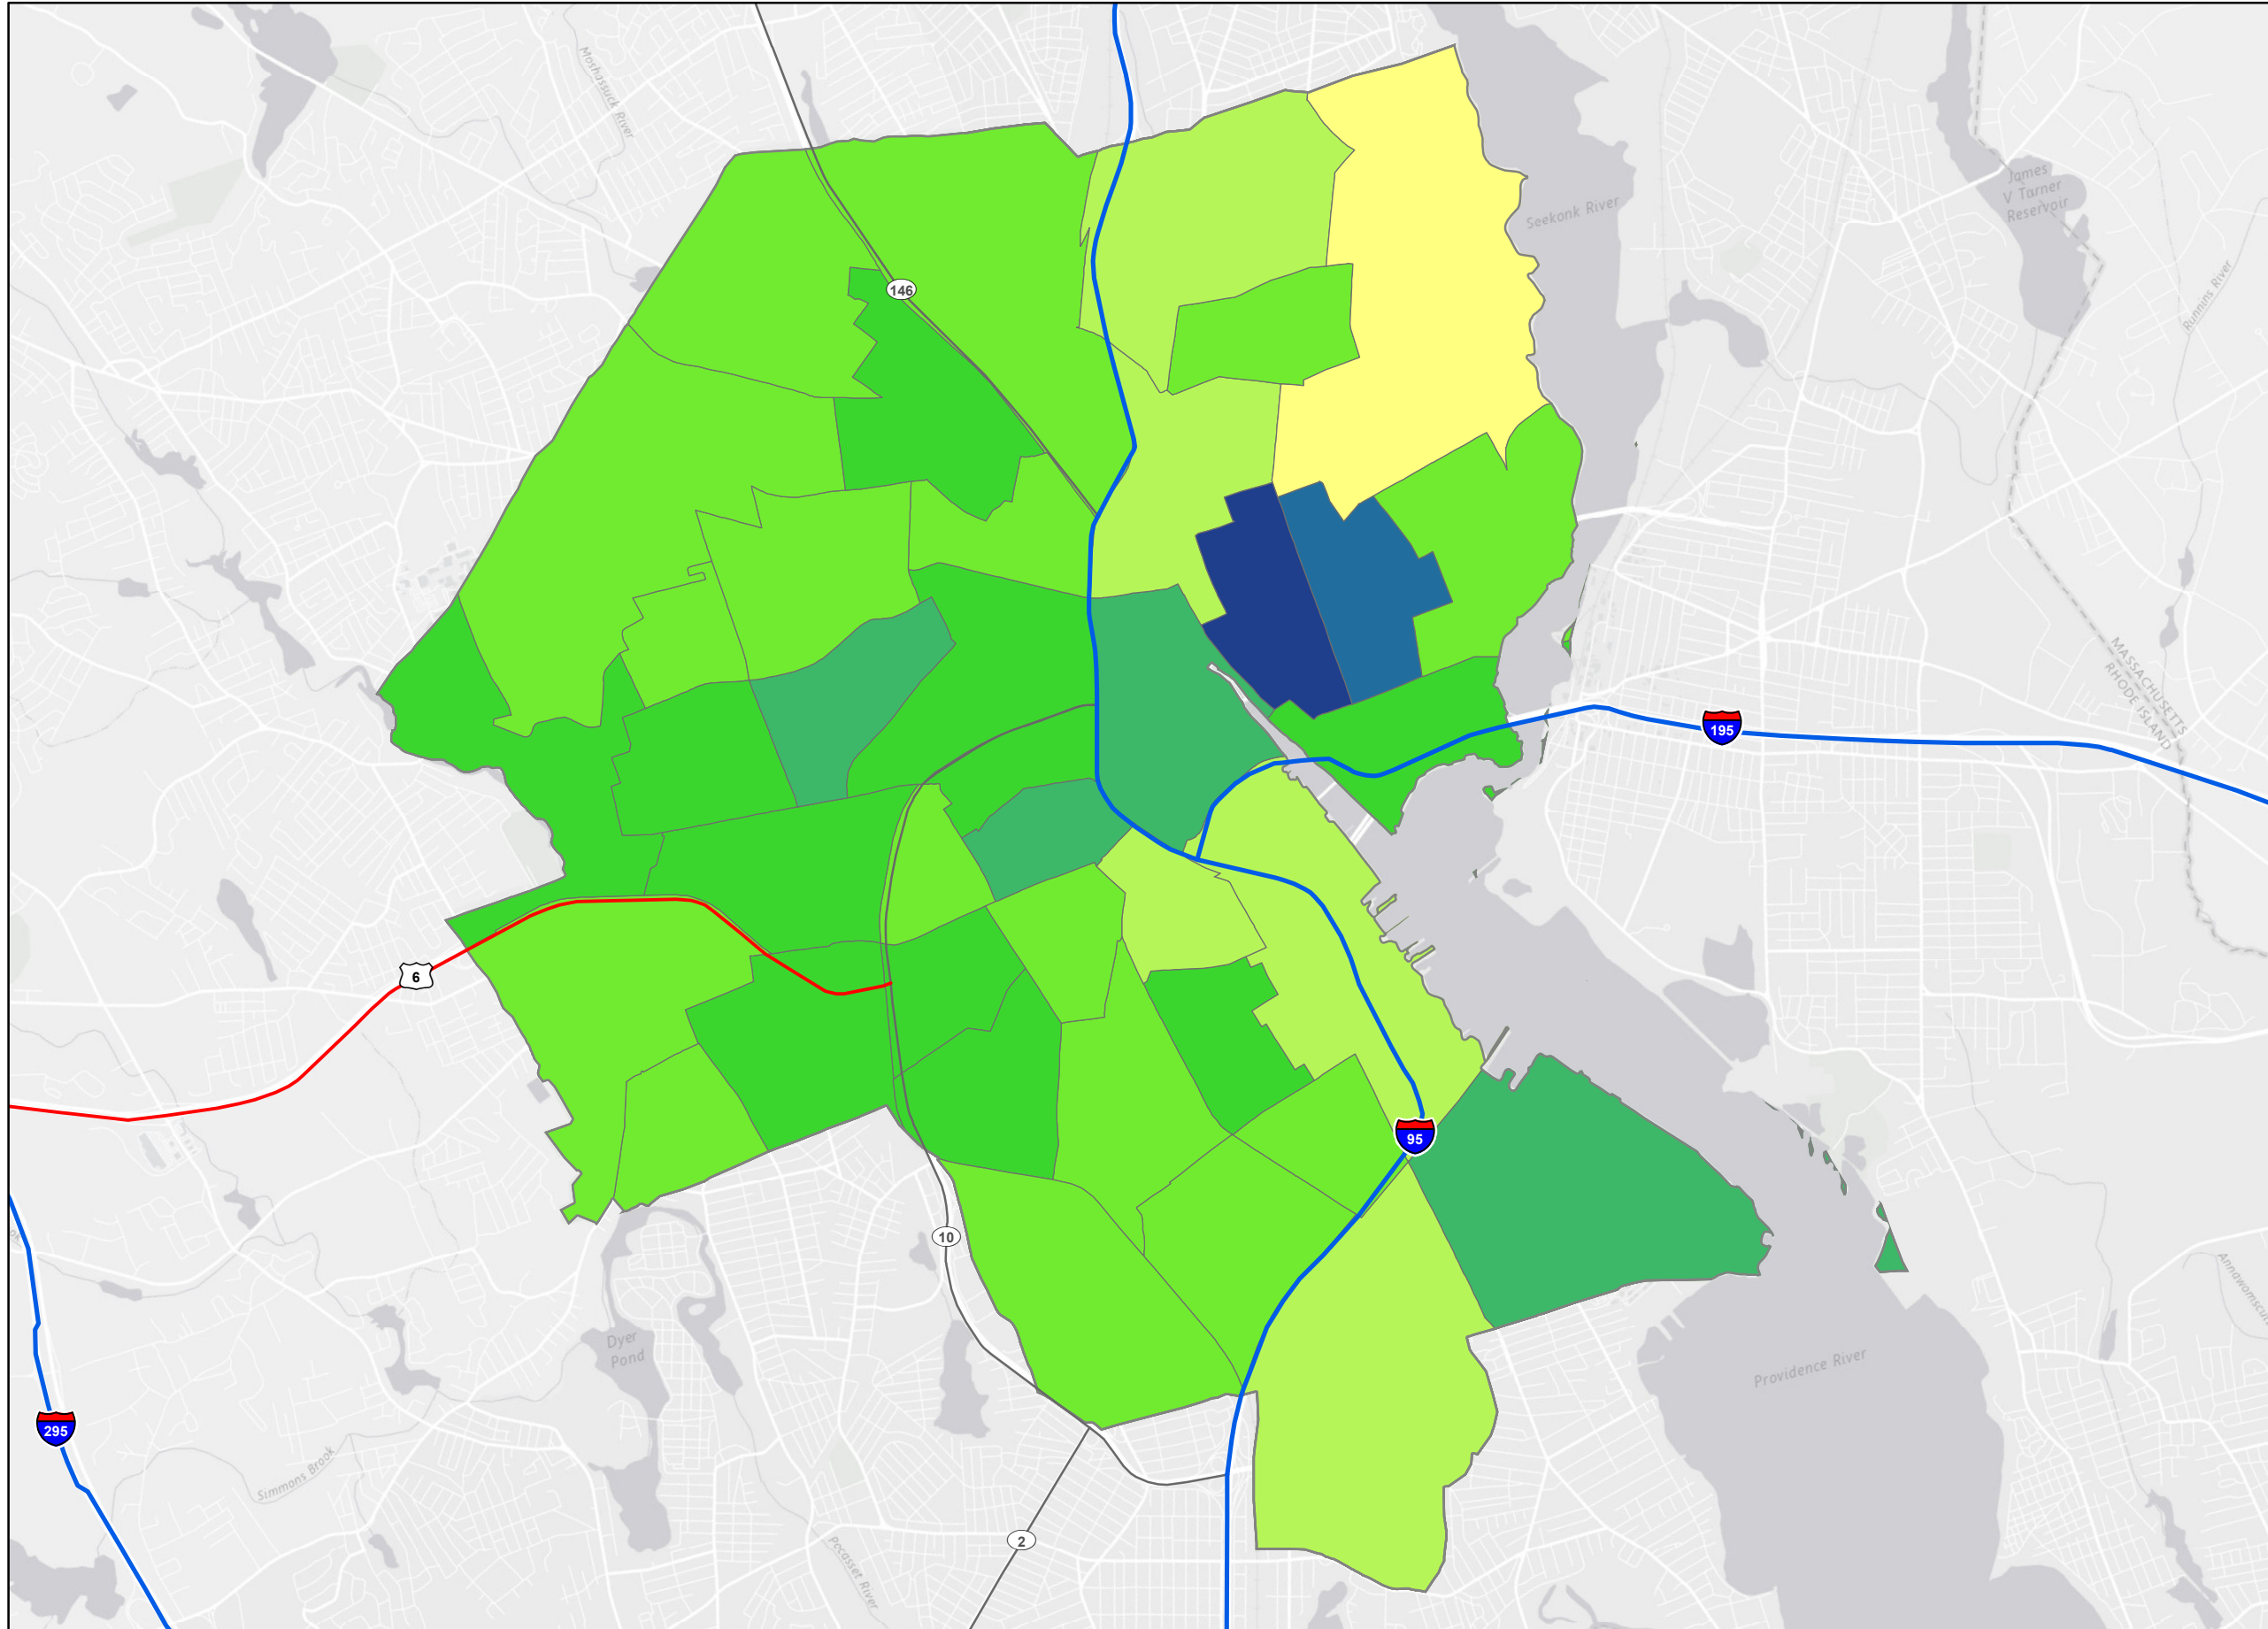 Moshassuck River
James
V Turner
Reservoir
Seekonk River
Runnins River
146
MASSACHUSETTS
RHODE ISLAND
195
6
95
10
Dyer
Pond
Providence River
295
Simmons Brook
Pocasset River
2